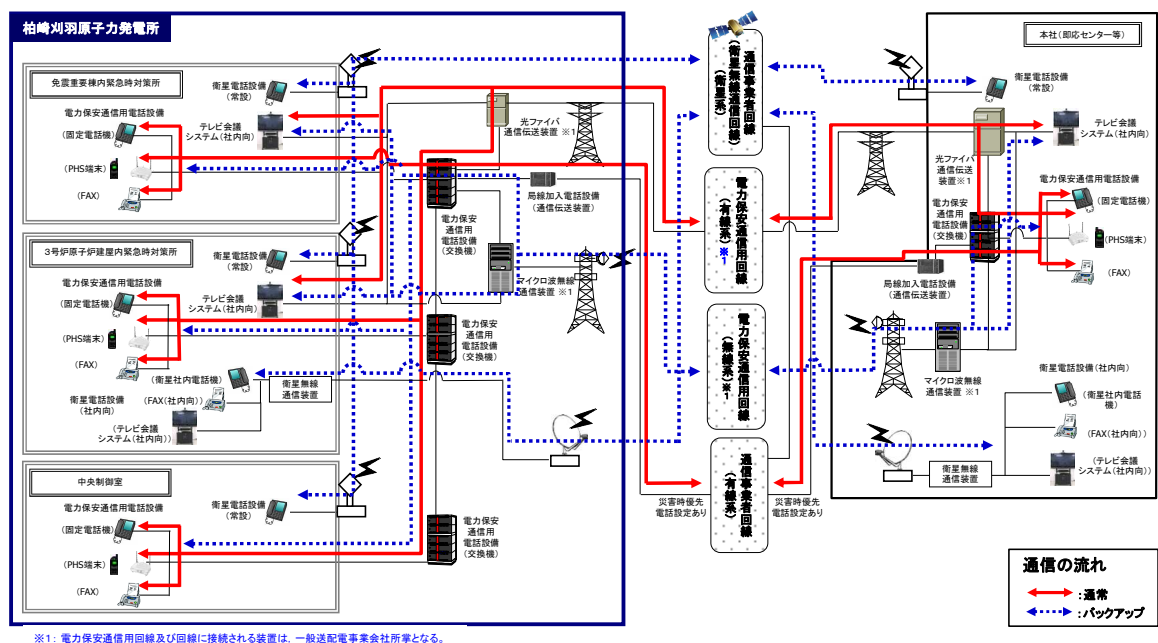 柏崎刈羽原子力発電所
免震重要棟内緊急時対策所
衛星電話設備
(常設)
電力保安通信用電話設備
(固定電話機)
テレビ会議
システム(社内向)
(PHS端末)
(FAX)
3号炉原子炉建屋内緊急時対策所
衛星電話設備
(常設)
電力保安通信用電話設備
(固定電話機)
テレビ会議
システム(社内向)
(PHS端末)
(FAX)
(衛星社内電話機)
衛星無線
通信装置
(FAX(社内向))
衛星電話設備
(社内向)
(テレビ会議
システム(社内向))
中央制御室
電力保安通信用電話設備
衛星電話設備
(常設)
(固定電話機)
(PHS端末)
(FAX)
光ファイバ
通信伝送装置 ※1
局線加入電話設備
(通信伝送装置)
電力保安
通信用
電話設備
(交換機)
マイクロ波無線
通信装置 ※1
電力保安
通信用
電話設備
(交換機)
電力保安
通信用
電話設備
(交換機)
通信事業者回線
(衛星無線通信回線)
(衛星系)
電力保安通信用回線
(有線系)※1
電力保安通信用回線
(無線系)※1
通信事業者回線
(有線系)
災害時優先
電話設定あり
災害時優先
電話設定あり
本社(即応センター等)
衛星電話設備
(常設)
テレビ会議
システム(社内向)
光ファイバ
通信伝送
装置※1
電力保安通信用電話設備
(固定電話機)
電力保安
通信用
電話設備
(交換機)
(PHS端末)
(FAX)
局線加入電話設備
(通信伝送装置)
マイクロ波無線
通信装置 ※1
衛星電話設備(社内向)
(衛星社内電話
機)
(FAX(社内向))
(テレビ会議
システム(社内向))
衛星無線
通信装置
通信の流れ
:通常
:バックアップ
※1: 電力保安通信用回線及び回線に接続される装置は、一般送配電事業会社所掌となる。